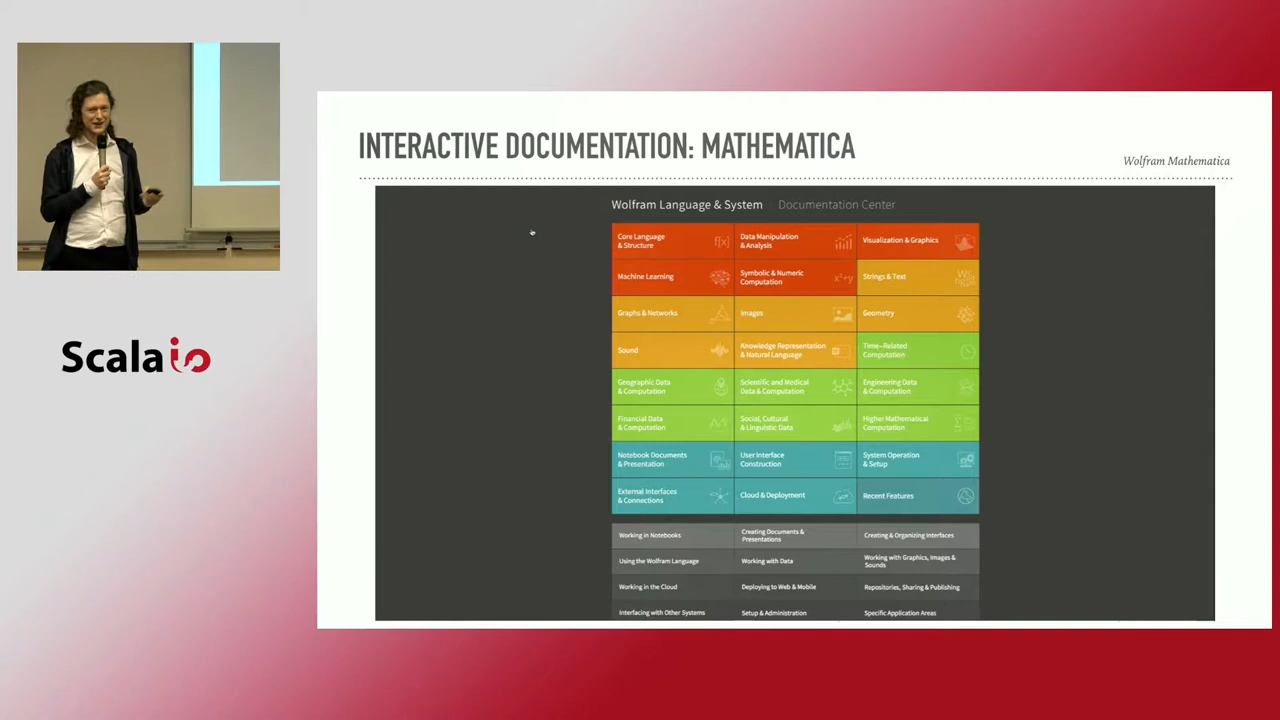 INTERACTIVE DOCUMENTATION: MATHEMATICA
Wolfram Mathematica
Wolfram Language & System
Documentation Center
Core Language
& Structure
f(x)
Data Manipulation
& Analysis
Visualization & Graphics
Machine Learning
Symbolic & Numeric
Computation
x²+y
Strings & Text
Graphs & Networks
Images
Geometry
Sound
Knowledge Representation
& Natural Language
Time-Related
Computation
Geographic Data
& Computation
Scientific and Medical
Data & Computation
Engineering Data
& Computation
Financial Data
& Computation
Social, Cultural
& Linguistic Data
Higher Mathematical
Computation
Notebook Documents
& Presentation
User Interface
Construction
System Operation
& Setup
External Interfaces
& Connections
Cloud & Deployment
Recent Features
Working in Notebooks
Creating Documents &
Presentations
Creating & Organizing Interfaces
Using the Wolfram Language
Working with Data
Working with Graphics, Images &
Sounds
Working in the Cloud
Deploying to Web & Mobile
Repositories, Sharing & Publishing
Interfacing with Other Systems
Setup & Administration
Specific Application Areas
Scala io